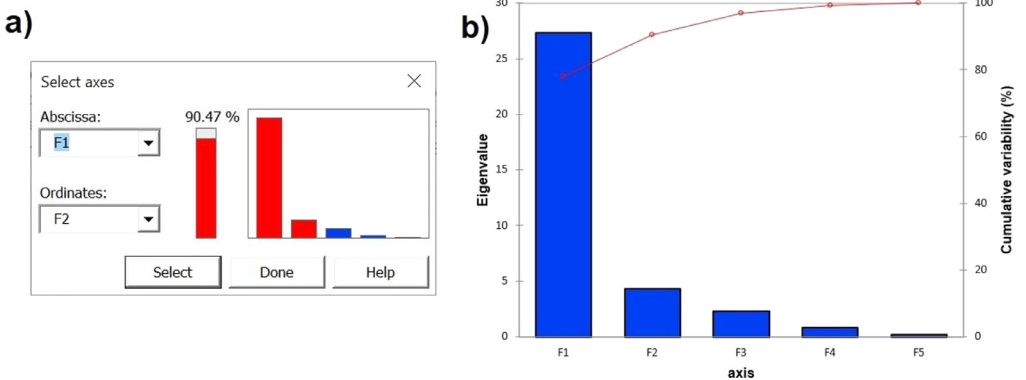 a)
Select axes
Abscissa:
F1
90.47 %
Ordinates:
F2
Select
Done
Help
b)
30
25
20
15
10
5
0
Eigenvalue
100
80
60
40
20
0
Cumulative variability (%)
F1
F2
F3
F4
F5
axis